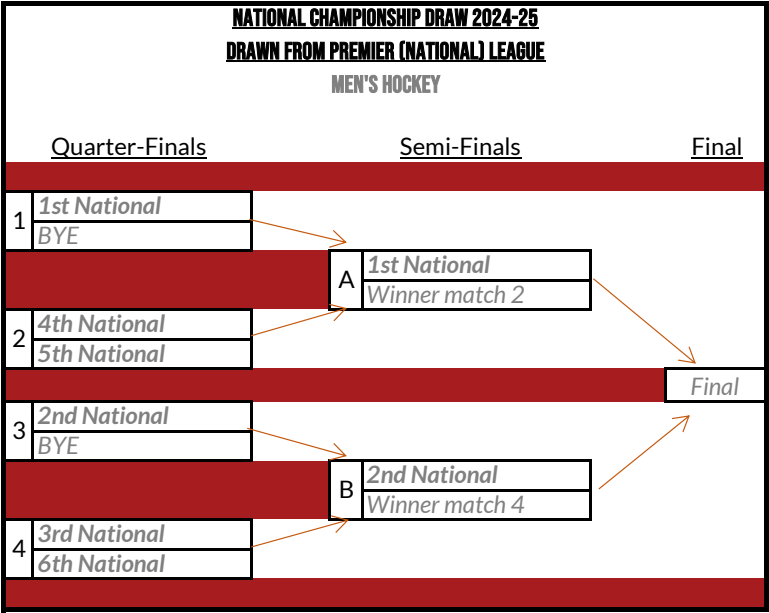 NATIONAL CHAMPIONSHIP DRAW 2024-25
DRAWN FROM PREMIER (NATIONAL) LEAGUE
MEN'S HOCKEY
Quarter-Finals Semi-Finals Final
1
1st National
BYE
A
1st National
Winner match 2
2
4th National
5th National
Final
3
2nd National
BYE
B
2nd National
Winner match 4
4
3rd National
6th National